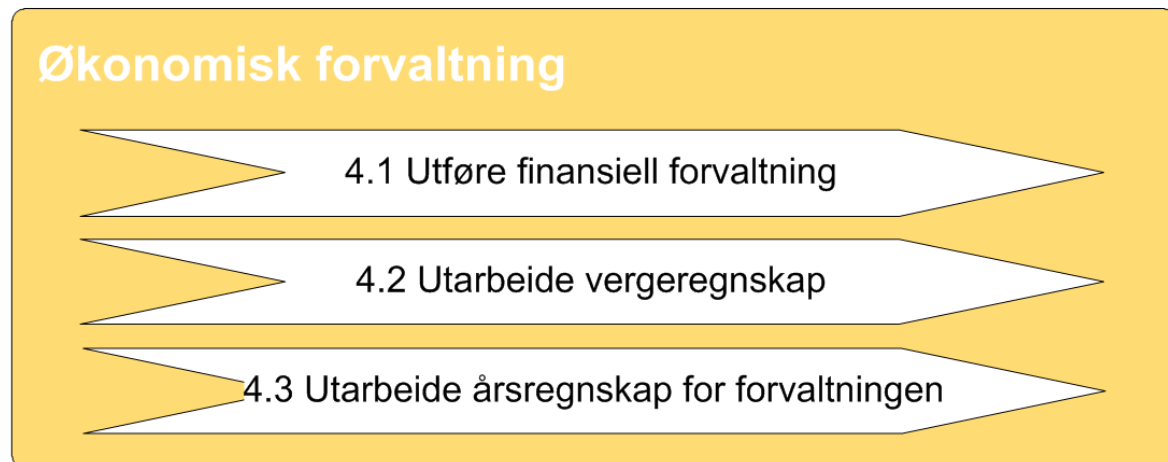 Økonomisk forvaltning
4.1 Utføre finansiell forvaltning
4.2 Utarbeide vergeregnskap
4.3 Utarbeide årsregnskap for forvaltningen